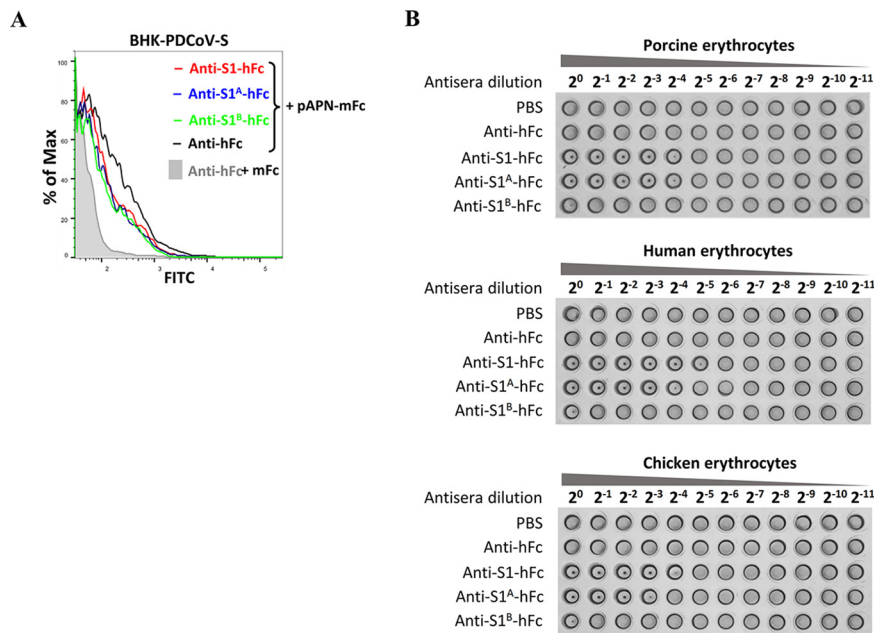 A
BHK-PDCoV-S
100
80
60
40
20
0
% of Max
Anti-S1-hFc
Anti-S1ᴬ-hFc
Anti-S1ᴮ-hFc
Anti-hFc
+ pAPN-mFc
Anti-hFc+ mFc
2 3 4 5
FITC
B
Porcine erythrocytes
Antisera dilution 2⁰ 2⁻¹ 2⁻² 2⁻³ 2⁻⁴ 2⁻⁵ 2⁻⁶ 2⁻⁷ 2⁻⁸ 2⁻⁹ 2⁻¹⁰ 2⁻¹¹
PBS
Anti-hFc
Anti-S1-hFc
Anti-S1ᴬ-hFc
Anti-S1ᴮ-hFc
Human erythrocytes
Antisera dilution 2⁰ 2⁻¹ 2⁻² 2⁻³ 2⁻⁴ 2⁻⁵ 2⁻⁶ 2⁻⁷ 2⁻⁸ 2⁻⁹ 2⁻¹⁰ 2⁻¹¹
PBS
Anti-hFc
Anti-S1-hFc
Anti-S1ᴬ-hFc
Anti-S1ᴮ-hFc
Chicken erythrocytes
Antisera dilution 2⁰ 2⁻¹ 2⁻² 2⁻³ 2⁻⁴ 2⁻⁵ 2⁻⁶ 2⁻⁷ 2⁻⁸ 2⁻⁹ 2⁻¹⁰ 2⁻¹¹
PBS
Anti-hFc
Anti-S1-hFc
Anti-S1ᴬ-hFc
Anti-S1ᴮ-hFc